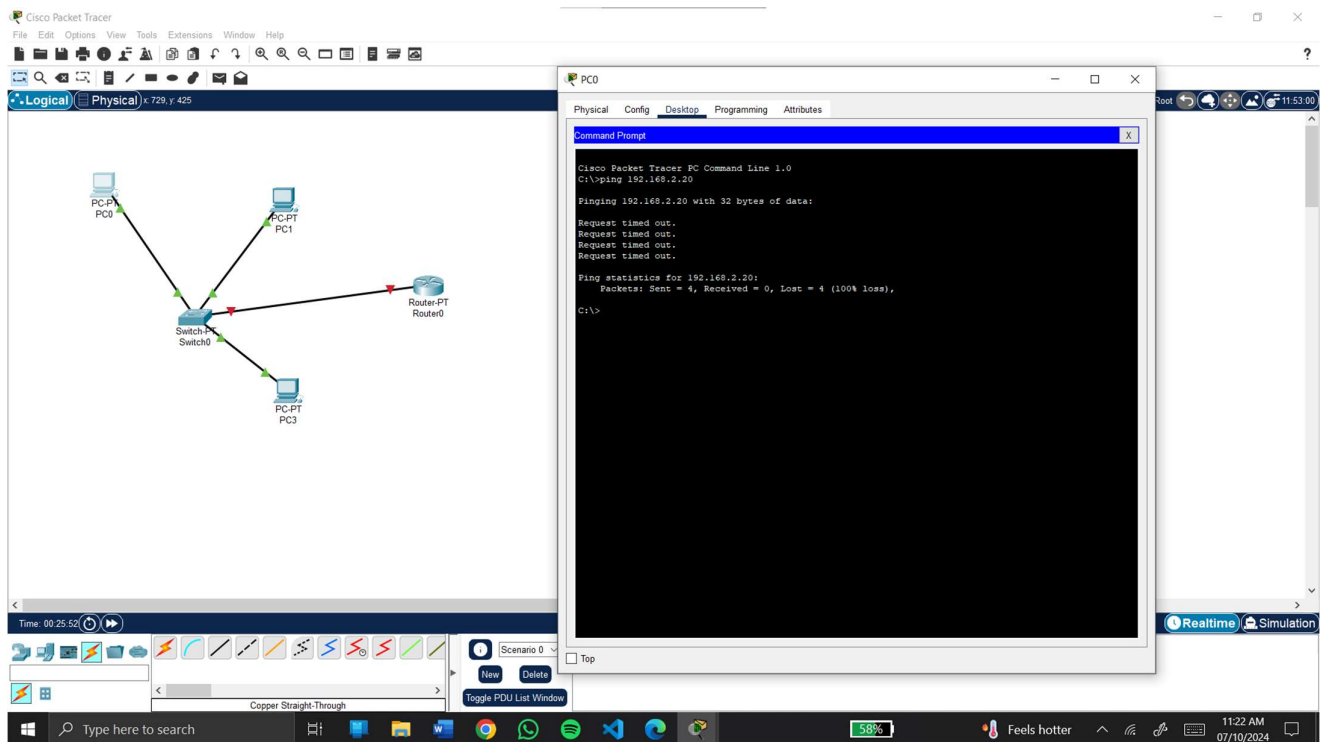 Cisco Packet Tracer
File Edit Options View Tools Extensions Window Help
?
Logical Physical x: 729, y: 425
Root 11:53:00
PC-PT
PC0
PC-PT
PC1
Router-PT
Router0
Switch-PT
Switch0
PC-PT
PC3
PC0
Physical Config Desktop Programming Attributes
Command Prompt X
Cisco Packet Tracer PC Command Line 1.0
C:\>ping 192.168.2.20
Pinging 192.168.2.20 with 32 bytes of data:
Request timed out.
Request timed out.
Request timed out.
Request timed out.
Ping statistics for 192.168.2.20:
Packets: Sent = 4, Received = 0, Lost = 4 (100% loss),
C:\>
Top
Time: 00:25:52
Realtime Simulation
Scenario 0
New Delete
Toggle PDU List Window
Copper Straight-Through
Type here to search
58%
Feels hotter
11:22 AM
07/10/2024